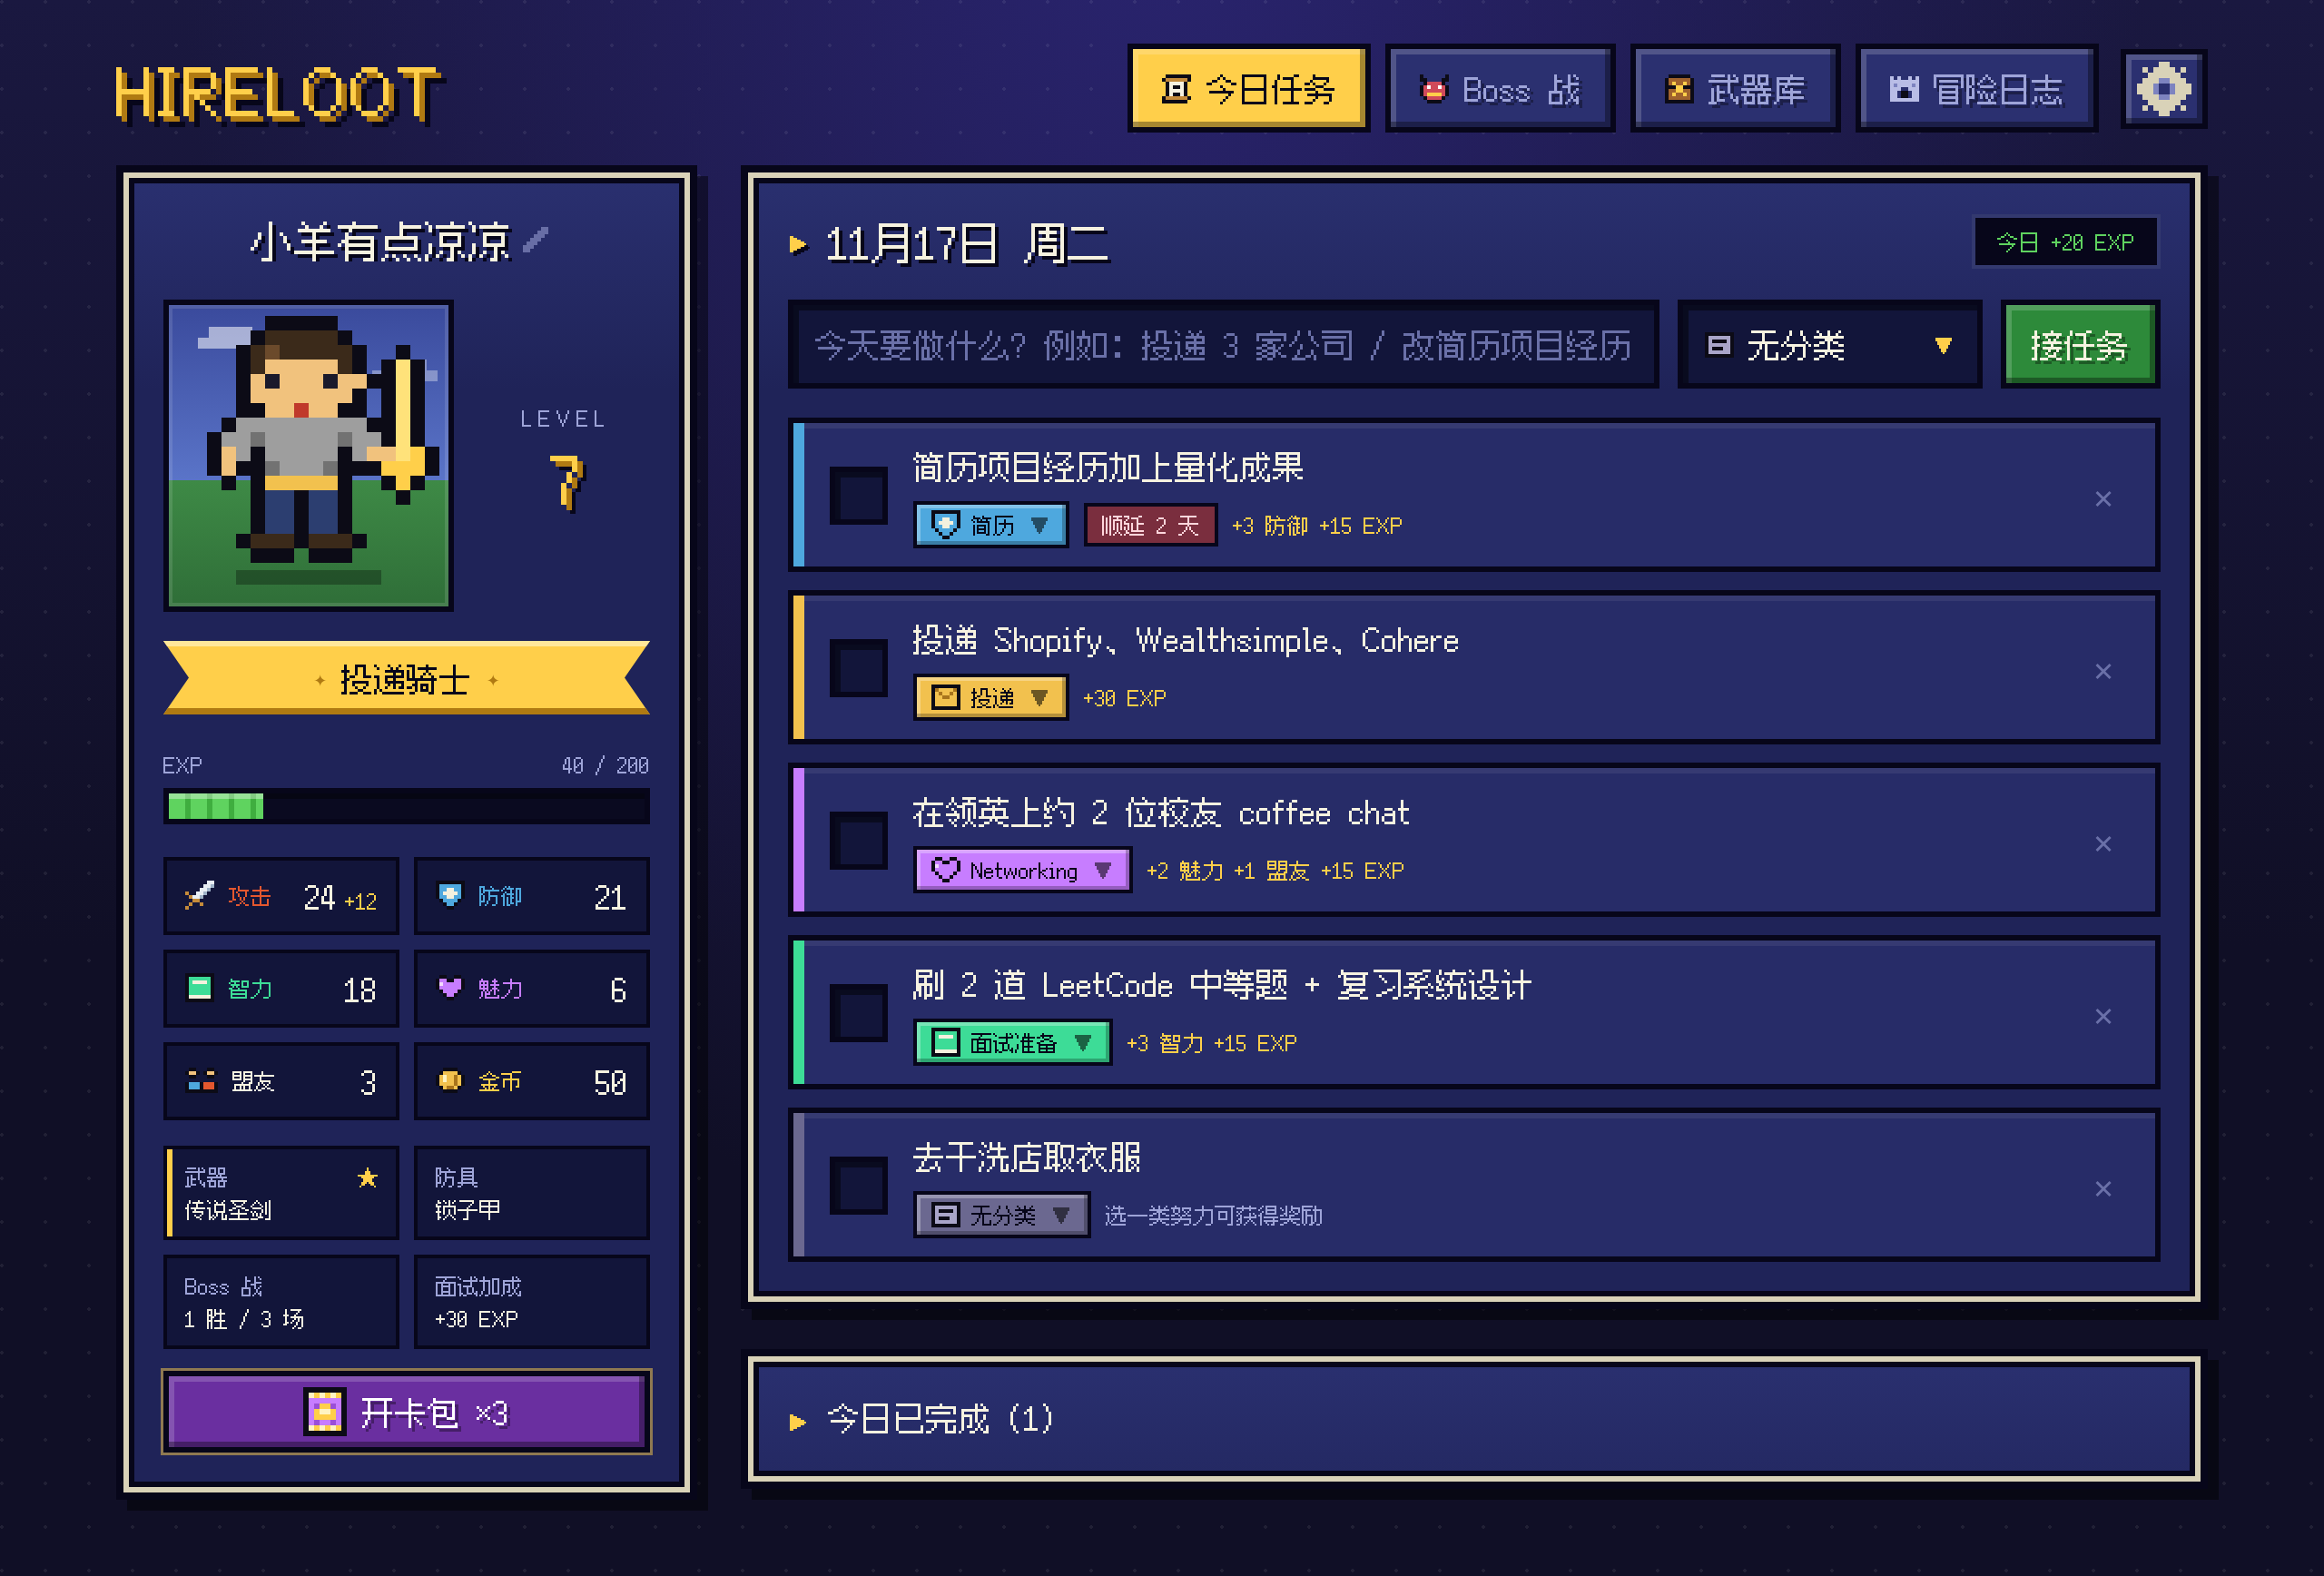 HIRELOOT
今日任务
Boss 战
武器库
冒险日志
小羊有点凉凉
LEVEL
7
投递骑士
EXP 40 / 200
攻击 24 +12
防御 21
智力 18
魅力 6
盟友 3
金币 50
武器
传说圣剑
防具
锁子甲
Boss 战
1 胜 / 3 场
面试加成
+30 EXP
开卡包 ×3
11月17日 周二
今日 +20 EXP
今天要做什么? 例如: 投递 3 家公司 / 改简历项目经历
无分类
接任务
简历项目经历加上量化成果
简历 顺延 2 天 +3 防御 +15 EXP
投递 Shopify、Wealthsimple、Cohere
投递 +30 EXP
在领英上约 2 位校友 coffee chat
Networking +2 魅力 +1 盟友 +15 EXP
刷 2 道 LeetCode 中等题 + 复习系统设计
面试准备 +3 智力 +15 EXP
去干洗店取衣服
无分类 选一类努力可获得奖励
今日已完成 (1)